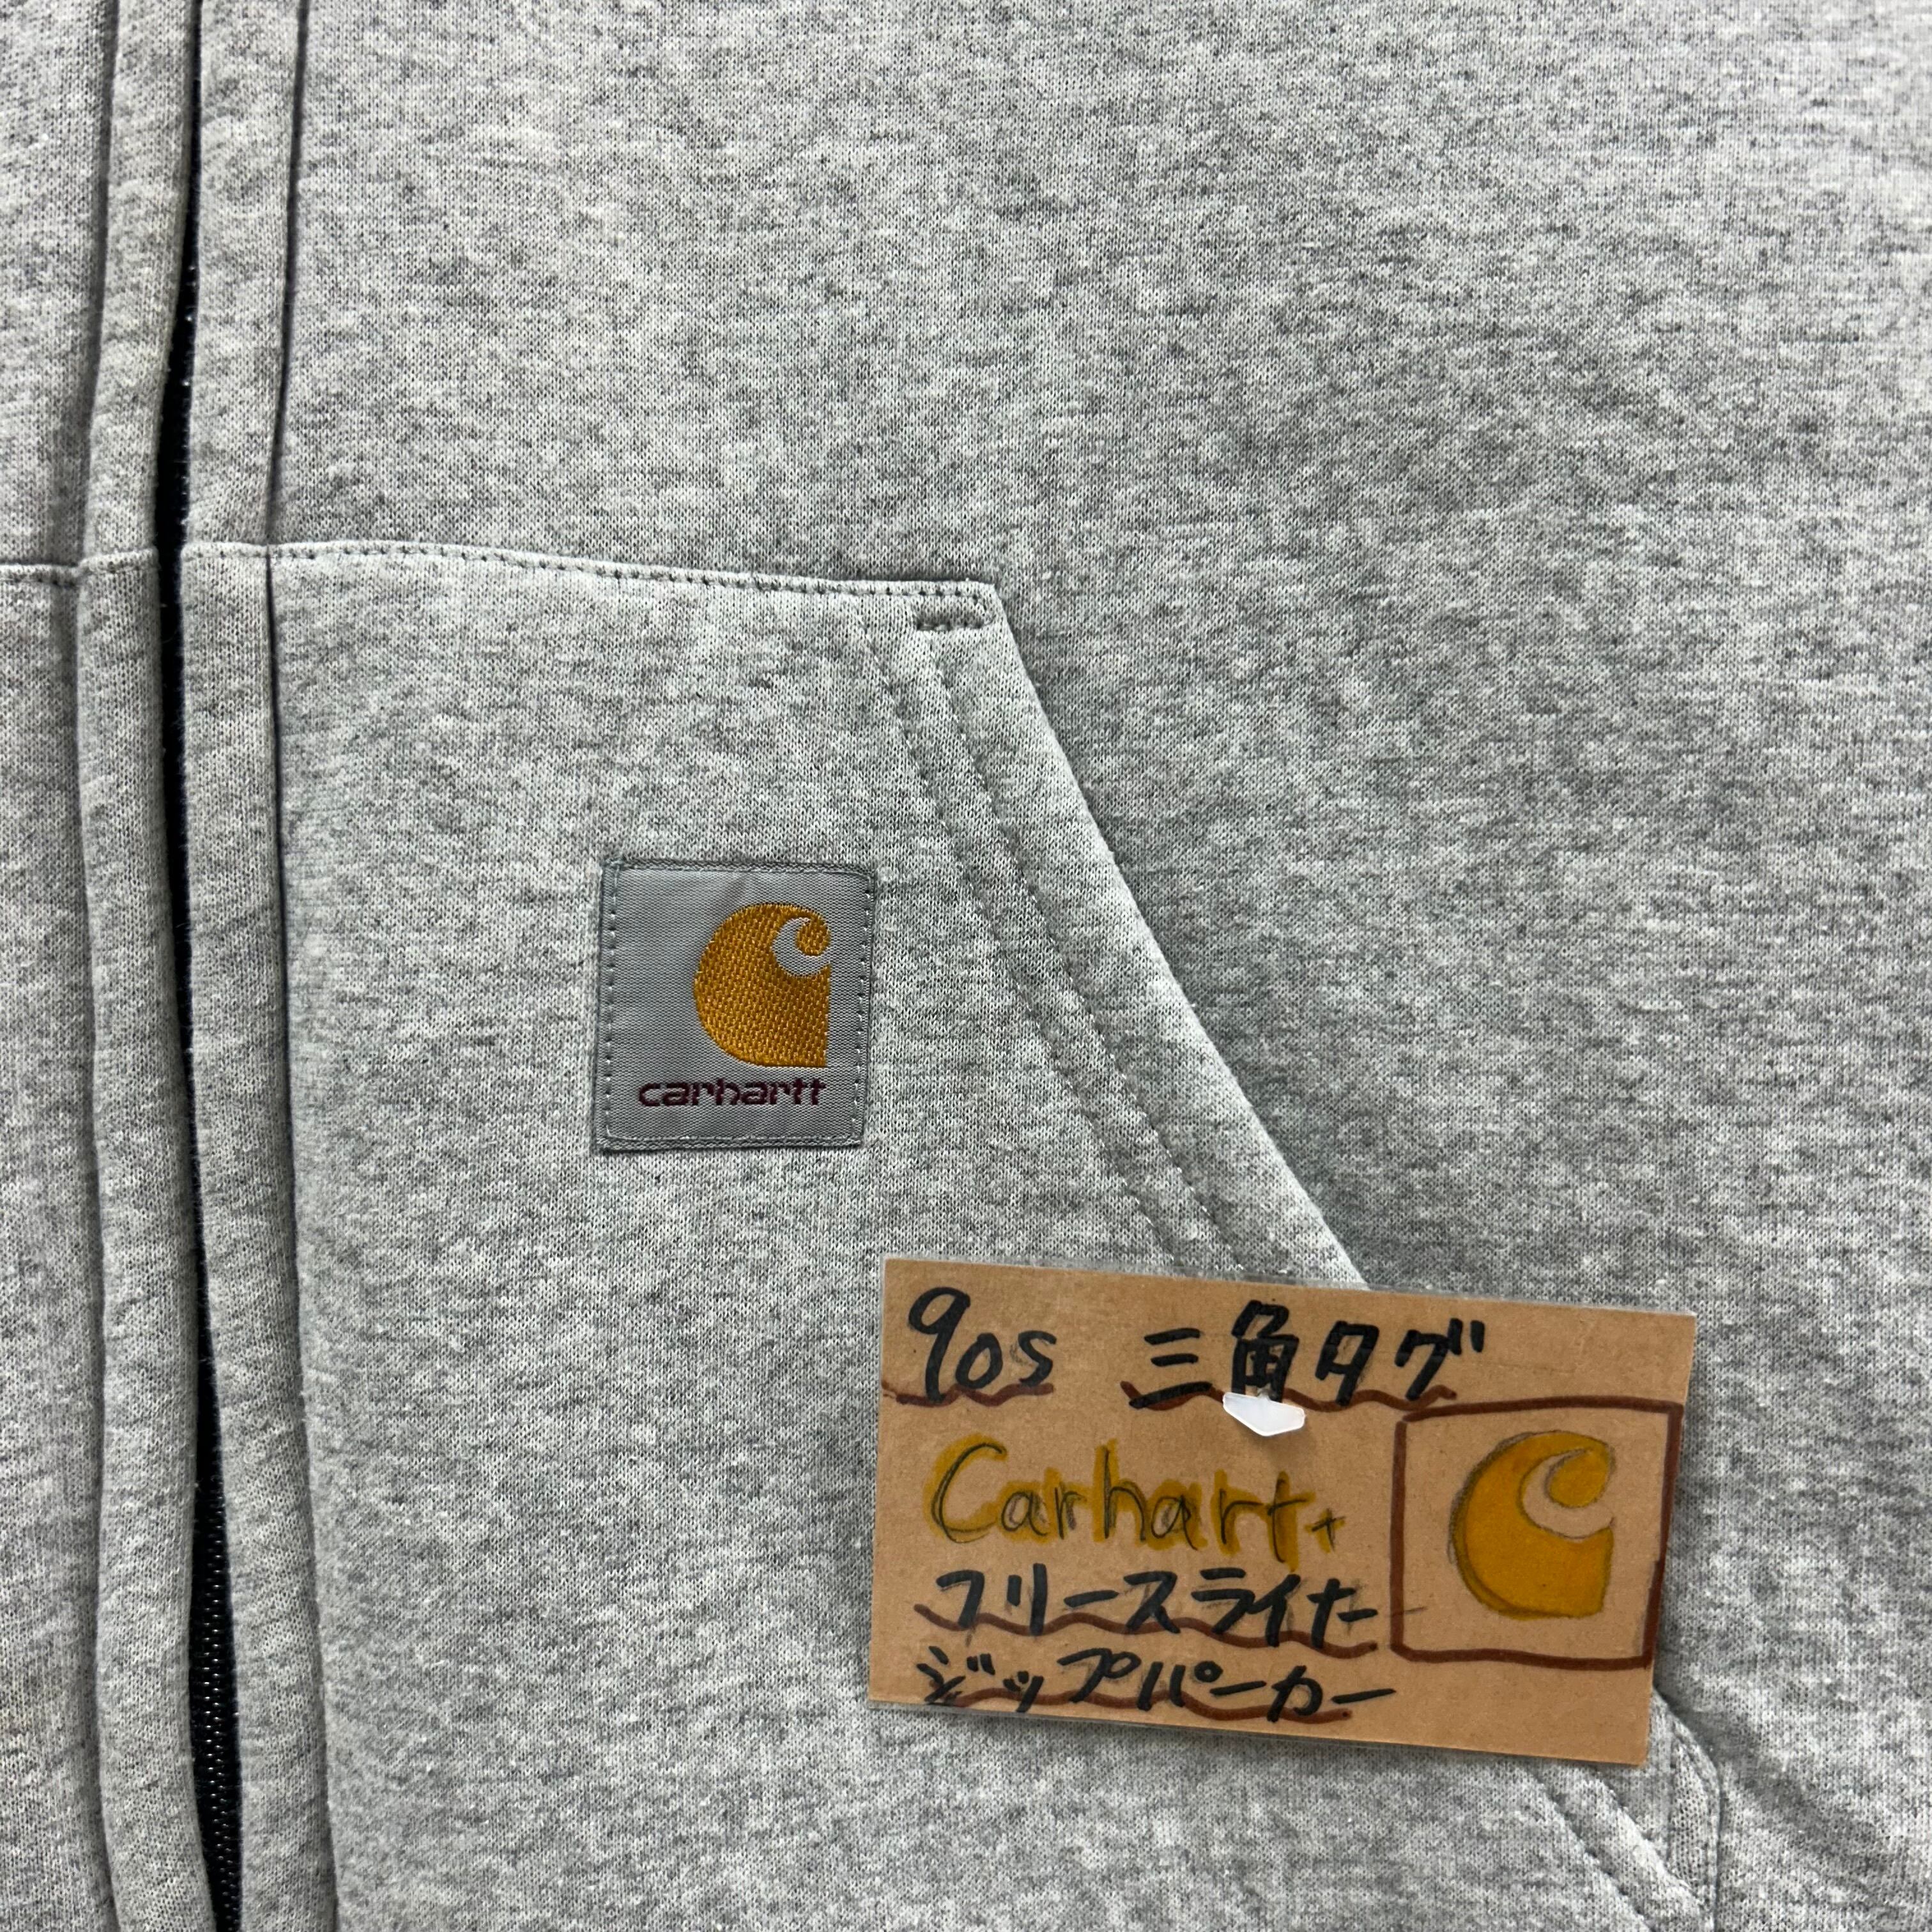 carhartt
90s 三角タグ
Carhartt
フリースライナー
ジップパーカー